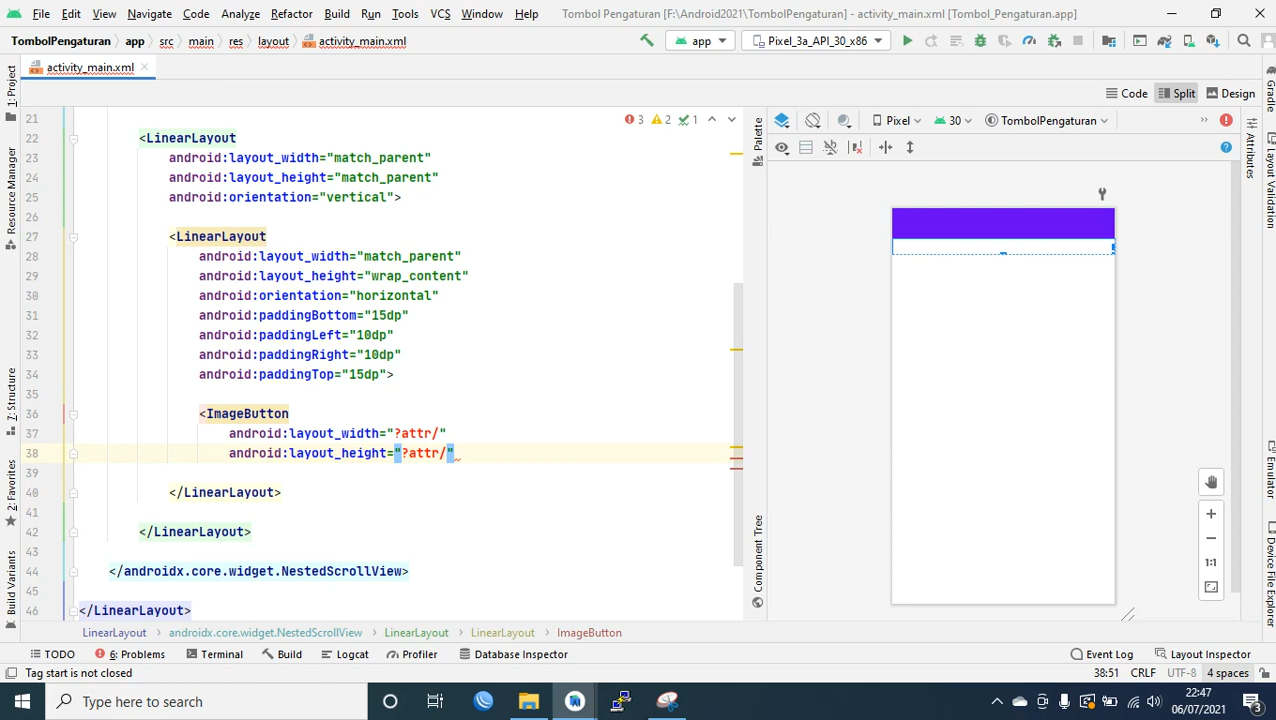 File Edit View Navigate Code Analyze Refactor Build Run Tools VCS Window Help Tombol Pengaturan [F:\Android2021\TombolPengaturan] - activity_main.xml [Tombol_Pengaturan.app]
TombolPengaturan app src main res layout activity_main.xml app Pixel_3a_API_30_x86
activity_main.xml
Code Split Design
3 2 1
Pixel 30 TombolPengaturan
1: Project
Resource Manager
7: Structure
2: Favorites
Build Variants
21
22 <LinearLayout
23 android:layout_width="match_parent"
24 android:layout_height="match_parent"
25 android:orientation="vertical">
26
27 <LinearLayout
28 android:layout_width="match_parent"
29 android:layout_height="wrap_content"
30 android:orientation="horizontal"
31 android:paddingBottom="15dp"
32 android:paddingLeft="10dp"
33 android:paddingRight="10dp"
34 android:paddingTop="15dp">
35
36 <ImageButton
37 android:layout_width="?attr/"
38 android:layout_height="?attr/"
39
40 </LinearLayout>
41
42 </LinearLayout>
43
44 </androidx.core.widget.NestedScrollView>
45
46 </LinearLayout>
Palette
Component Tree
1:1
Gradle
Attributes
Layout Validation
Emulator
Device File Explorer
LinearLayout androidx.core.widget.NestedScrollView LinearLayout LinearLayout ImageButton
TODO 6: Problems Terminal Build Logcat Profiler Database Inspector Event Log Layout Inspector
Tag start is not closed 38:51 CRLF UTF-8 4 spaces
Type here to search
22:47
06/07/2021
3